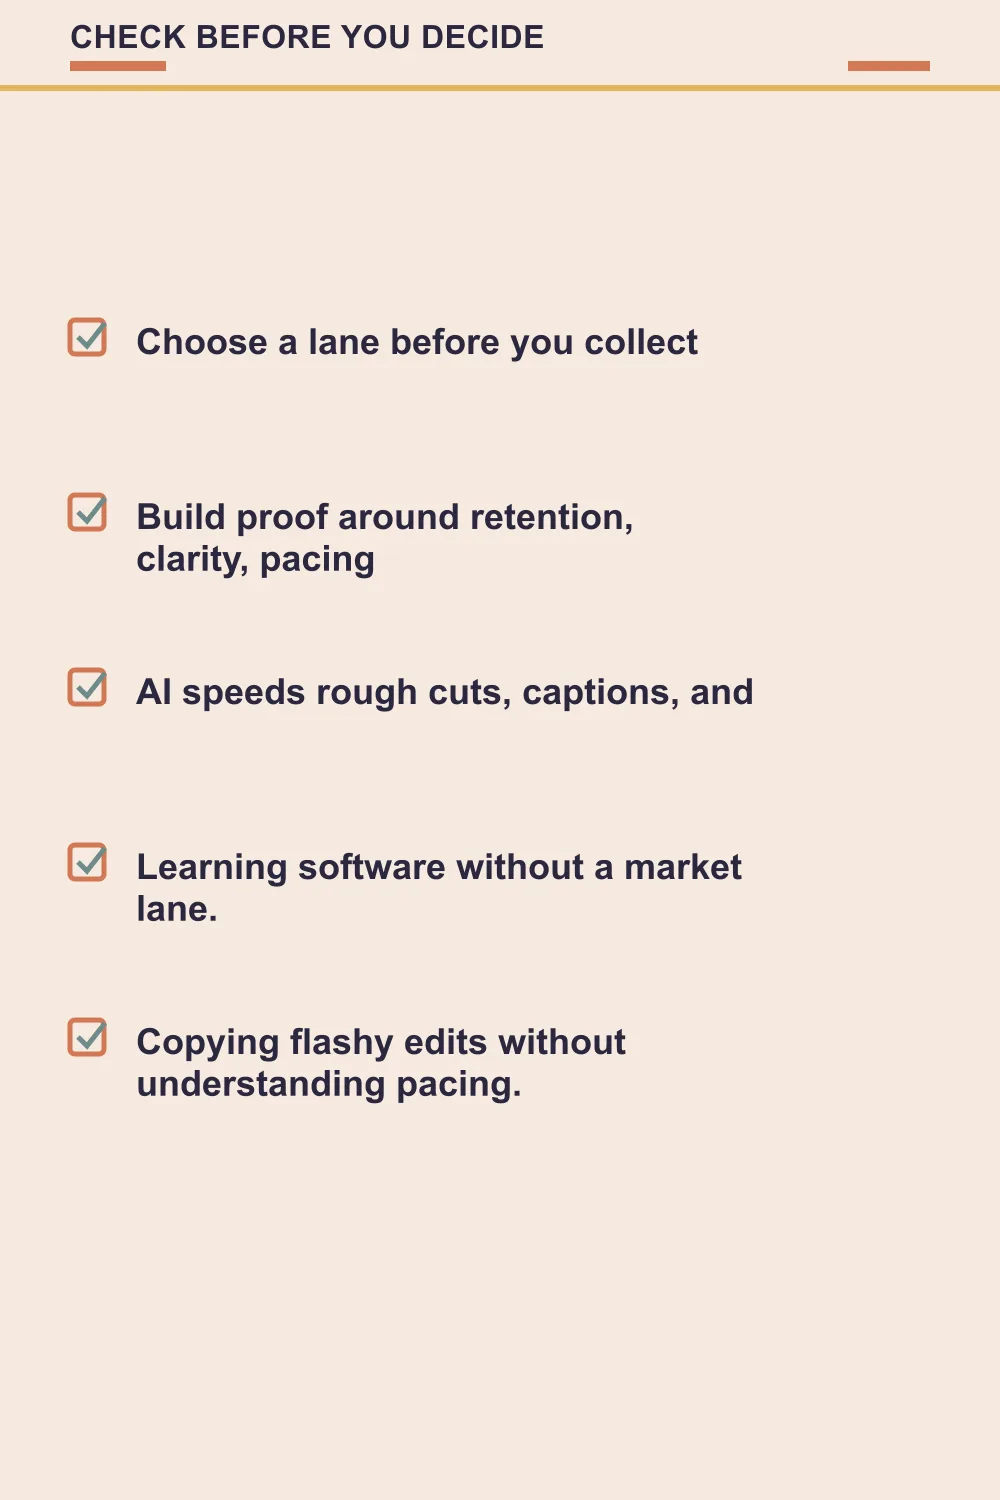 CHECK BEFORE YOU DECIDE
Choose a lane before you collect
Build proof around retention,
clarity, pacing
AI speeds rough cuts, captions, and
Learning software without a market
lane.
Copying flashy edits without
understanding pacing.